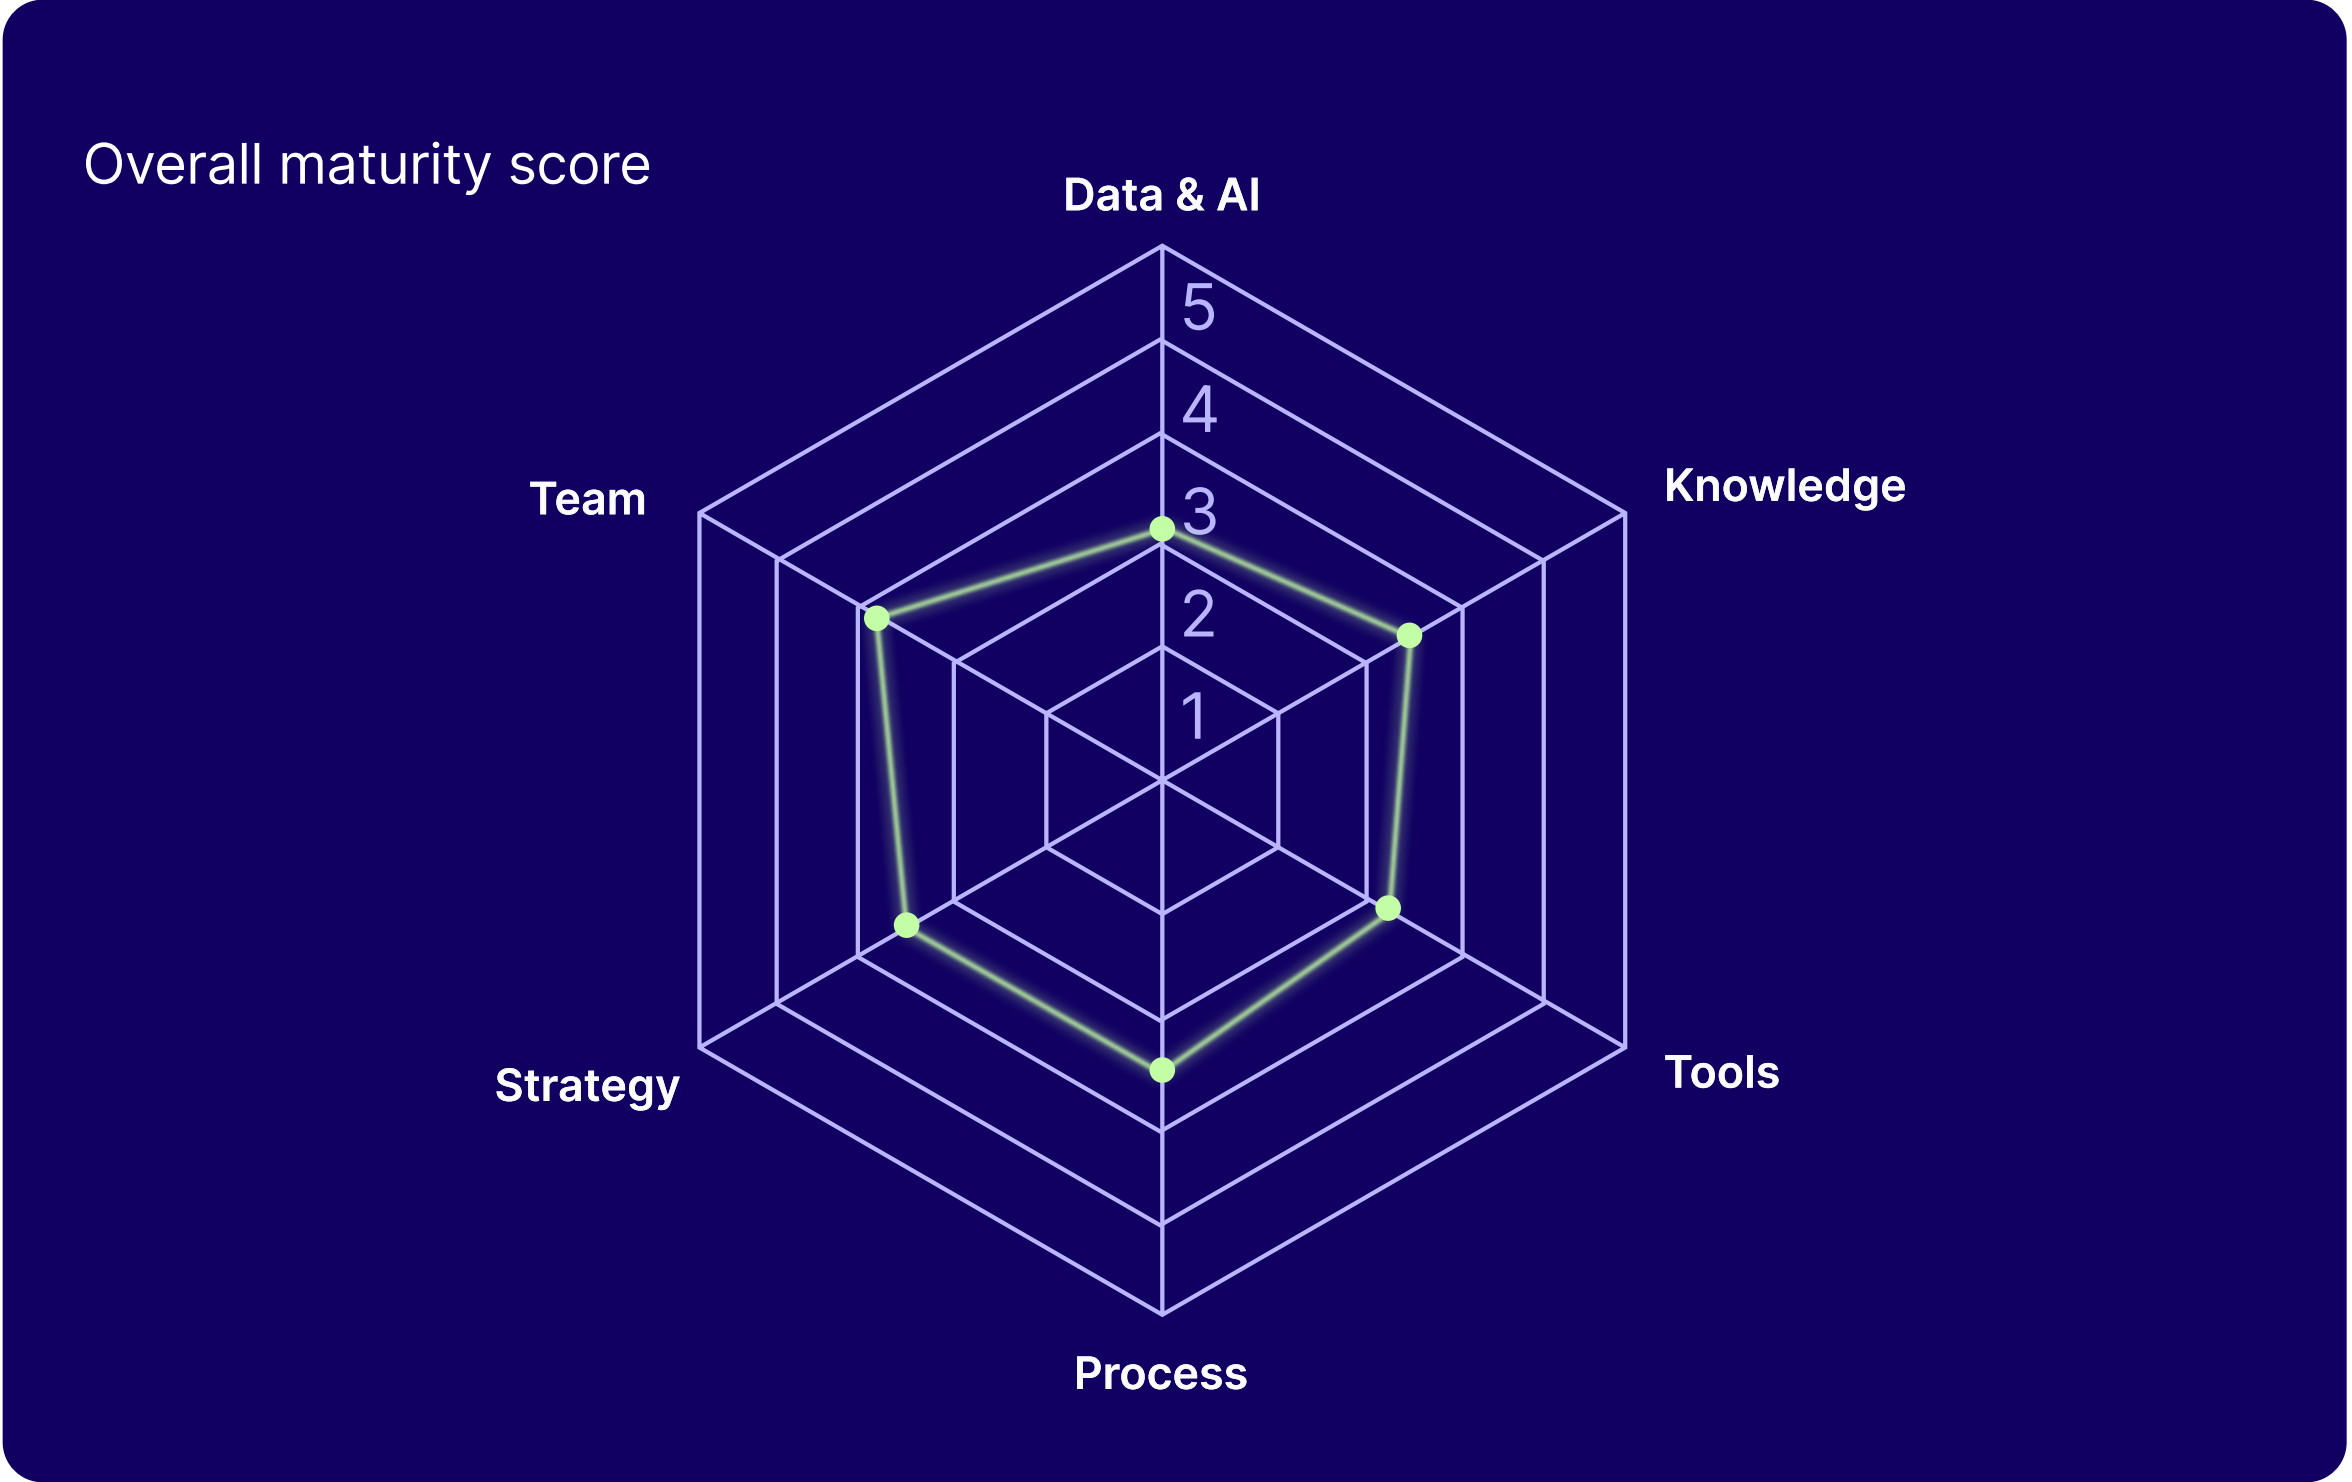 Overall maturity score
Data & AI
5
4
3
2
1
Team
Knowledge
Strategy
Tools
Process